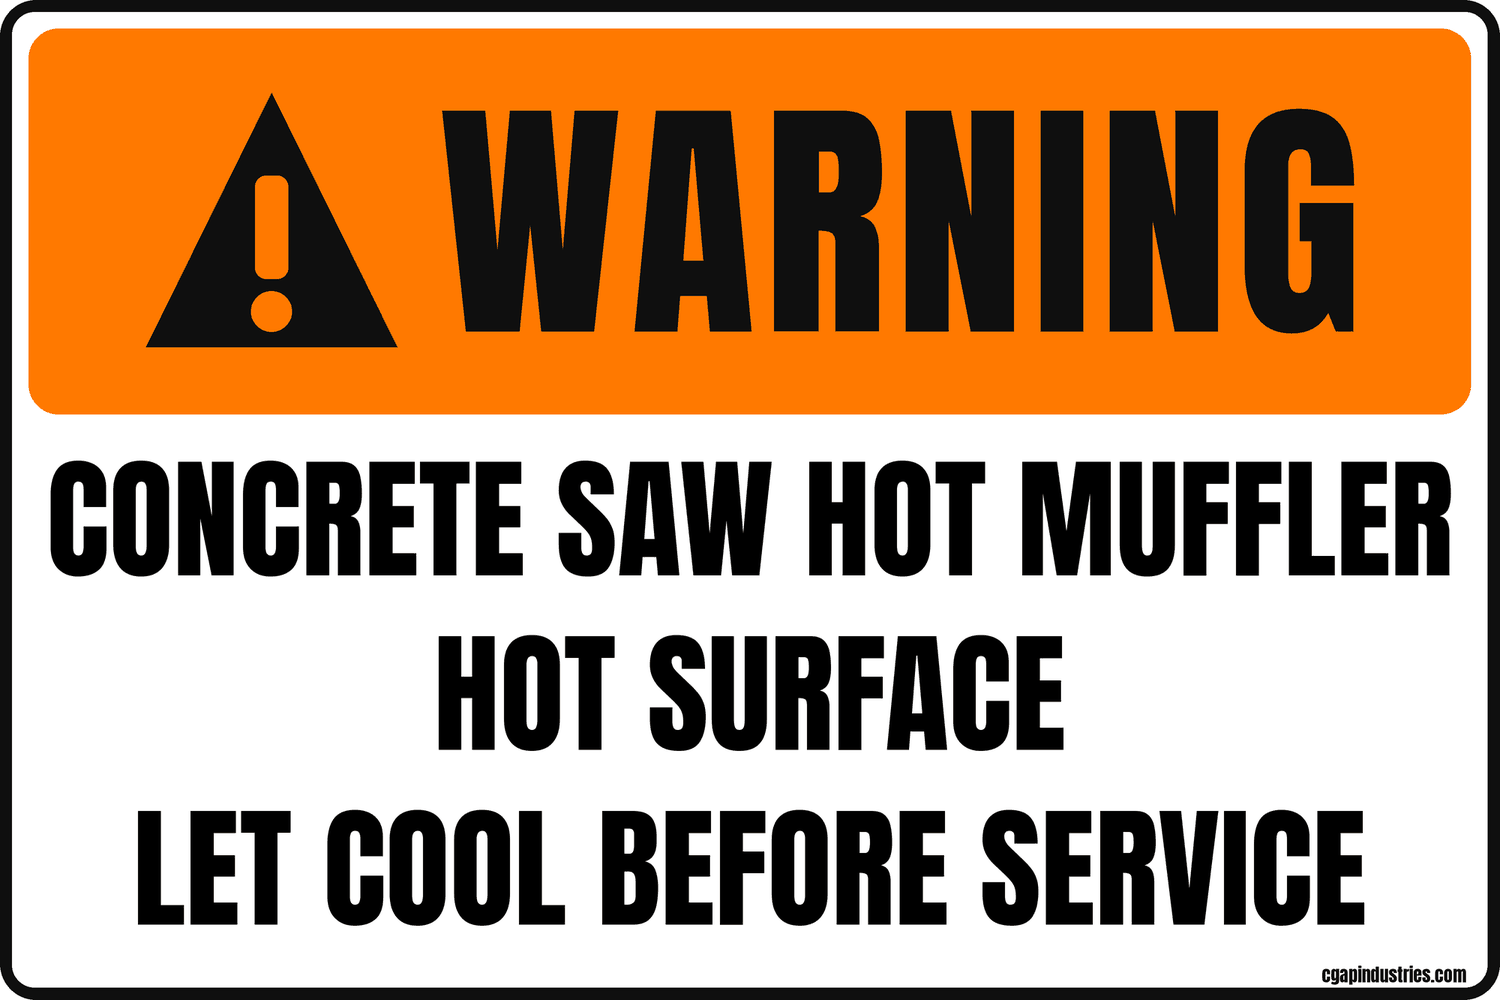 WARNING
CONCRETE SAW HOT MUFFLER
HOT SURFACE
LET COOL BEFORE SERVICE
cgapindustries.com